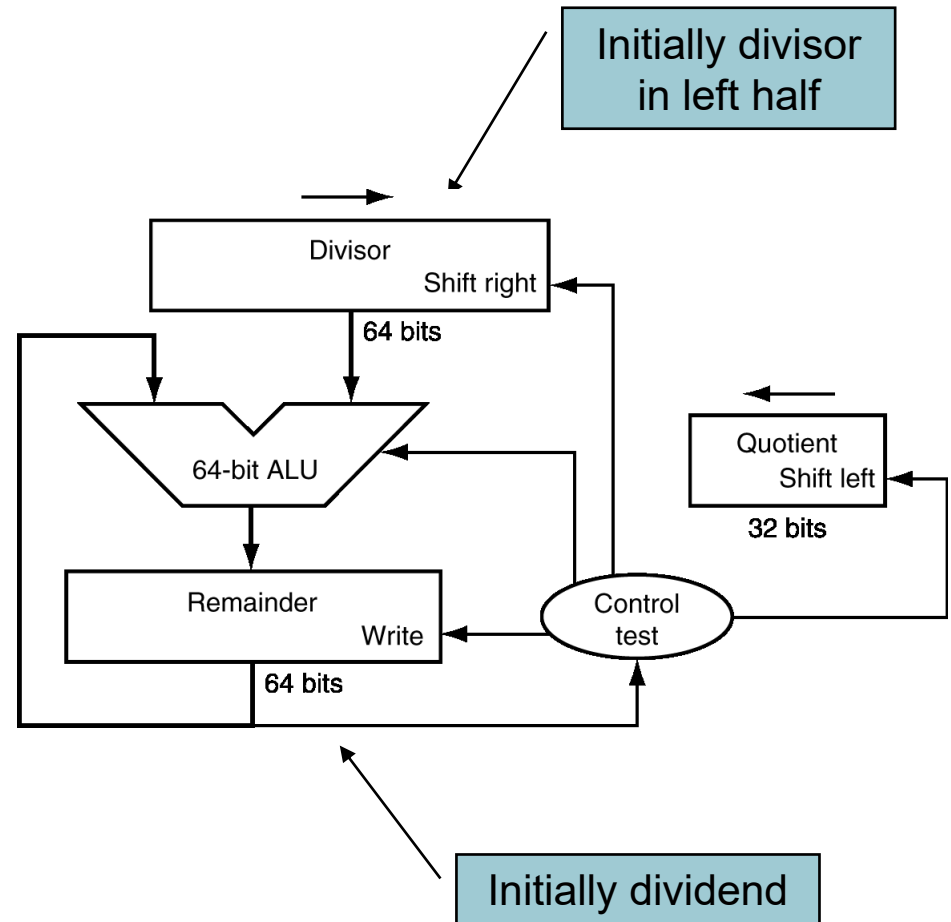 Initially divisor
in left half
Divisor
Shift right
64 bits
64-bit ALU
Quotient
Shift left
32 bits
Remainder
Write
Control
test
64 bits
Initially dividend